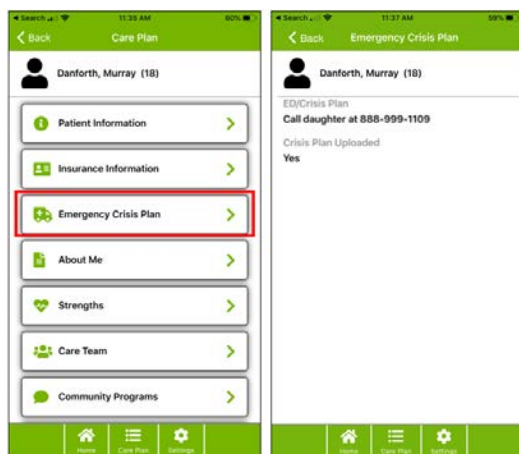 Search 11:35 AM 60%
Back Care Plan
Danforth, Murray (18)
Patient Information
Insurance Information
Emergency Crisis Plan
About Me
Strengths
Care Team
Community Programs
Home Care Plan Settings
Search 11:37 AM 59%
Back Emergency Crisis Plan
Danforth, Murray (18)
ED/Crisis Plan
Call daughter at 888-999-1109
Crisis Plan Uploaded
Yes
Home Care Plan Settings